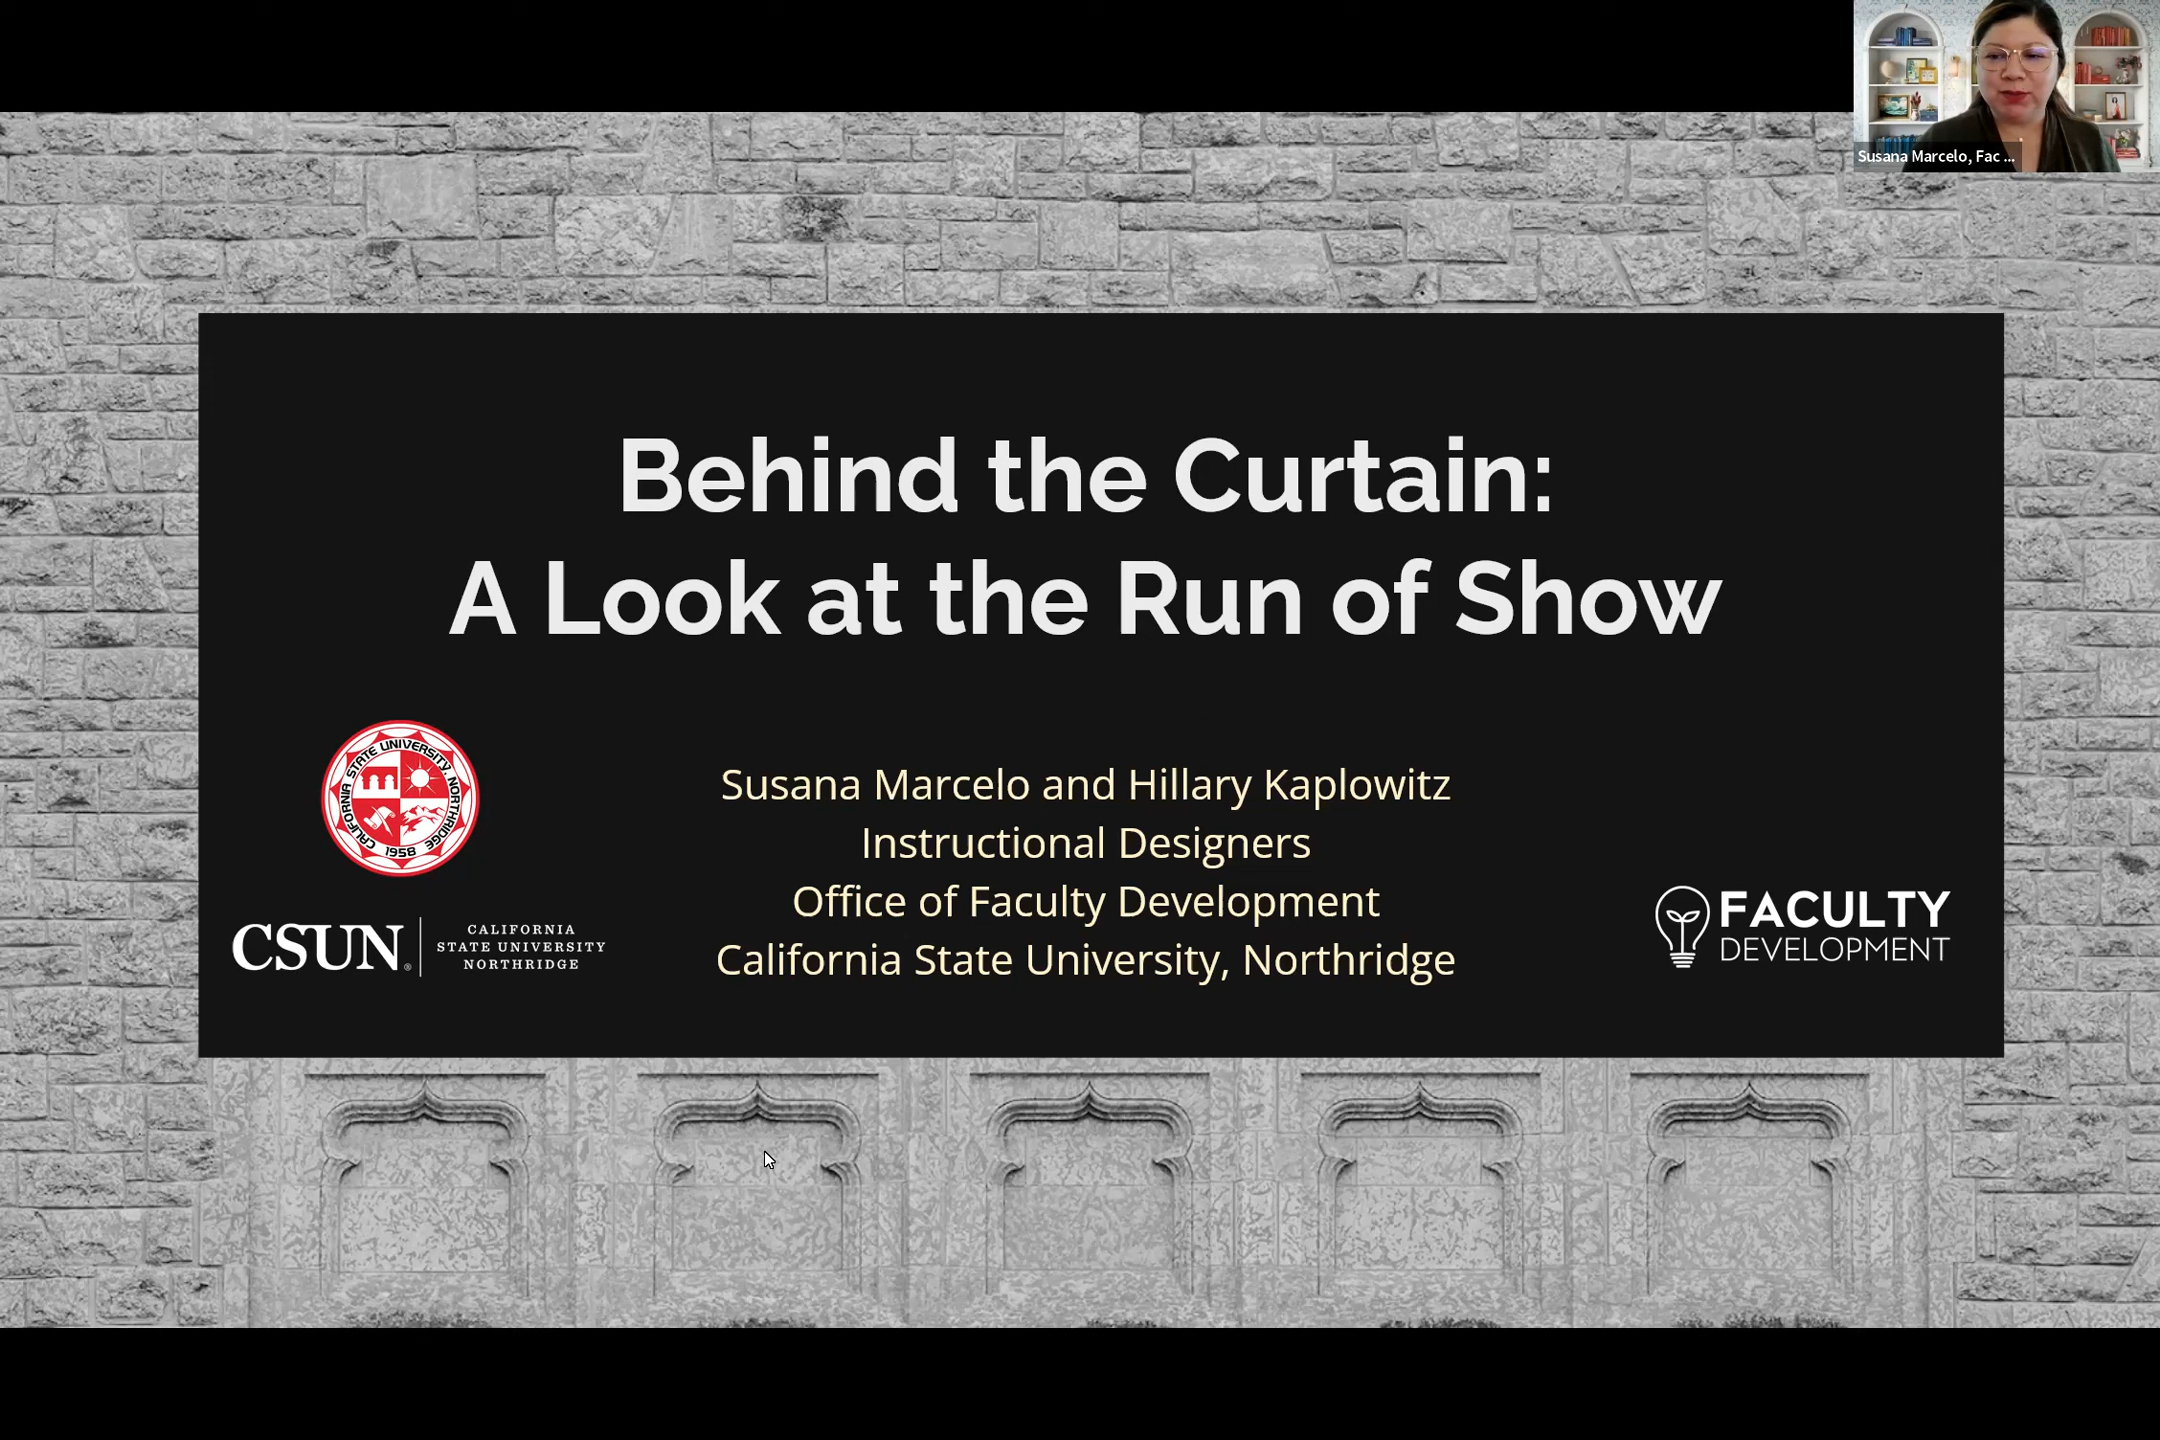 Susana Marcelo, Fac ...
Behind the Curtain:
A Look at the Run of Show
CALIFORNIA STATE UNIVERSITY, NORTHRIDGE
1958
CSUN®
CALIFORNIA
STATE UNIVERSITY
NORTHRIDGE
Susana Marcelo and Hillary Kaplowitz
Instructional Designers
Office of Faculty Development
California State University, Northridge
FACULTY
DEVELOPMENT